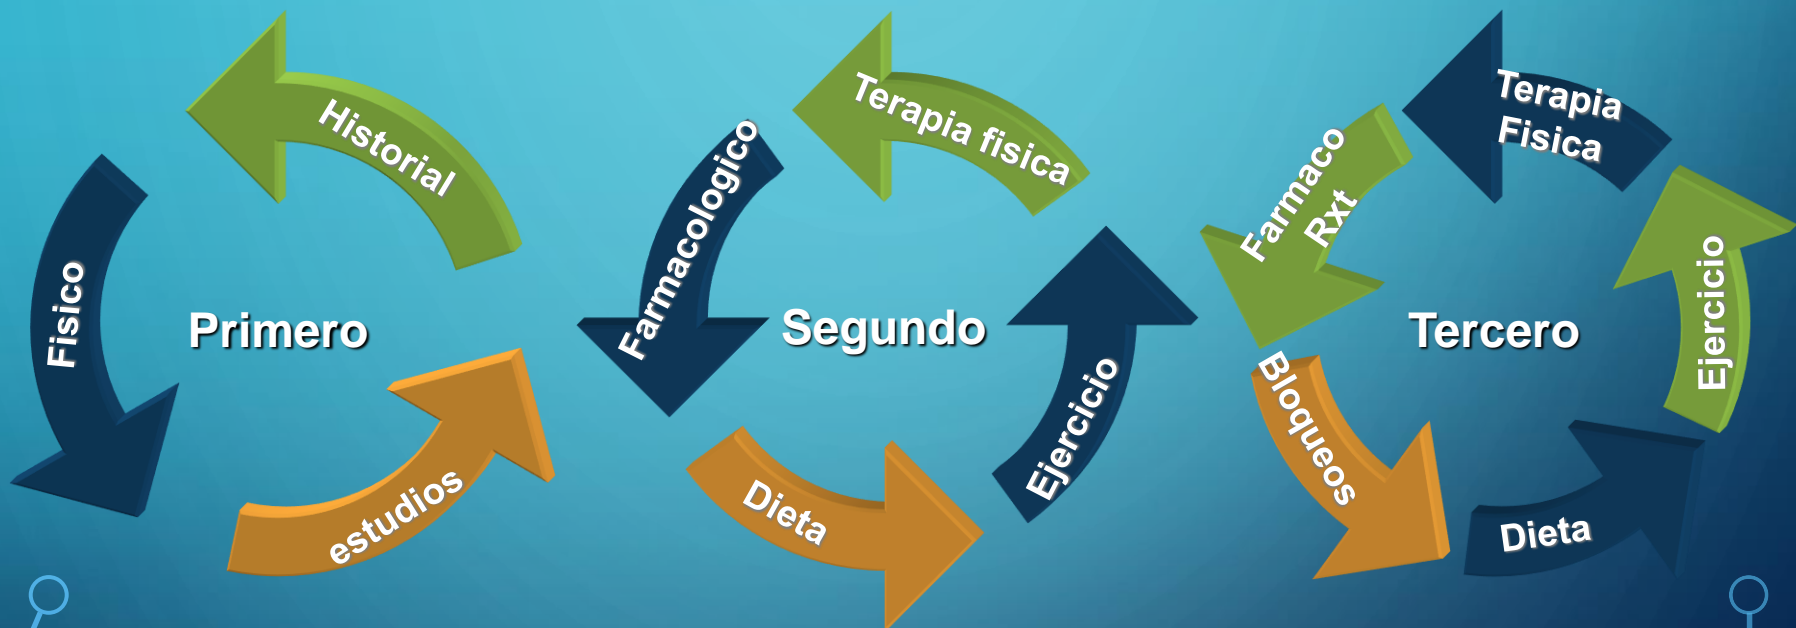 Historial
Fisico
estudios
Primero
Terapia fisica
Farmacologico
Dieta
Ejercicio
Segundo
Terapia
Fisica
Farmaco
Rxt
Bloqueos
Dieta
Ejercicio
Tercero